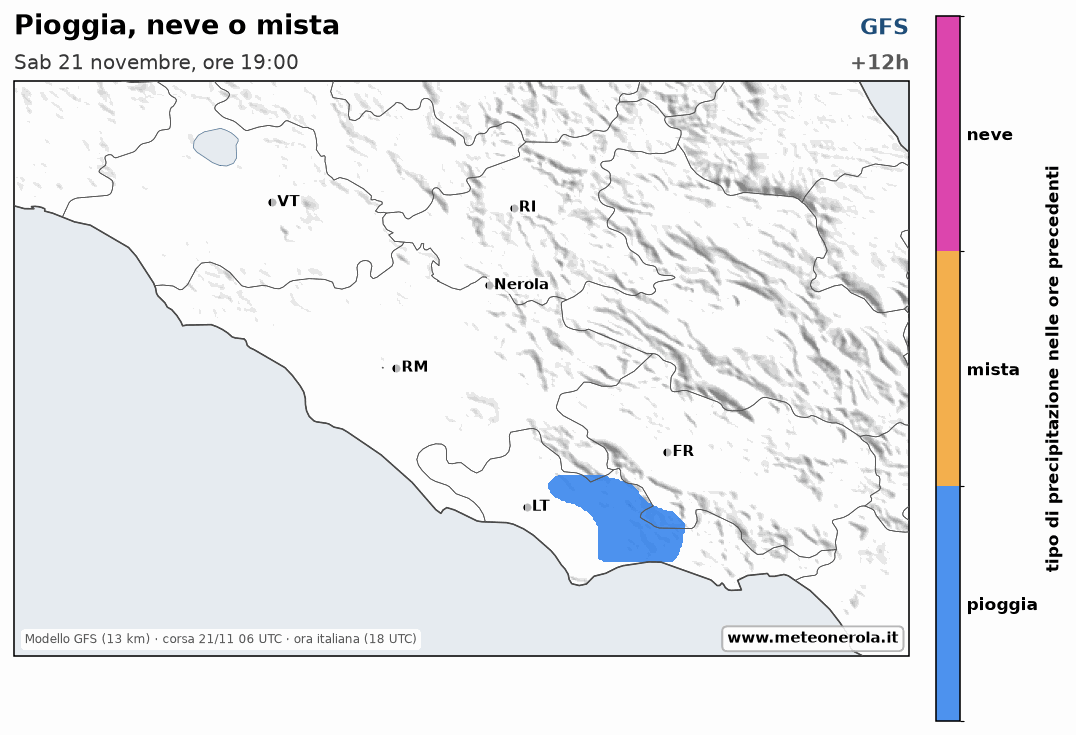 Pioggia, neve o mista
GFS
Sab 21 novembre, ore 19:00
+12h
neve
VT
RI
Nerola
mista
RM
FR
LT
pioggia
tipo di precipitazione nelle ore precedenti
Modello GFS (13 km) · corsa 21/11 06 UTC · ora italiana (18 UTC)
www.meteonerola.it